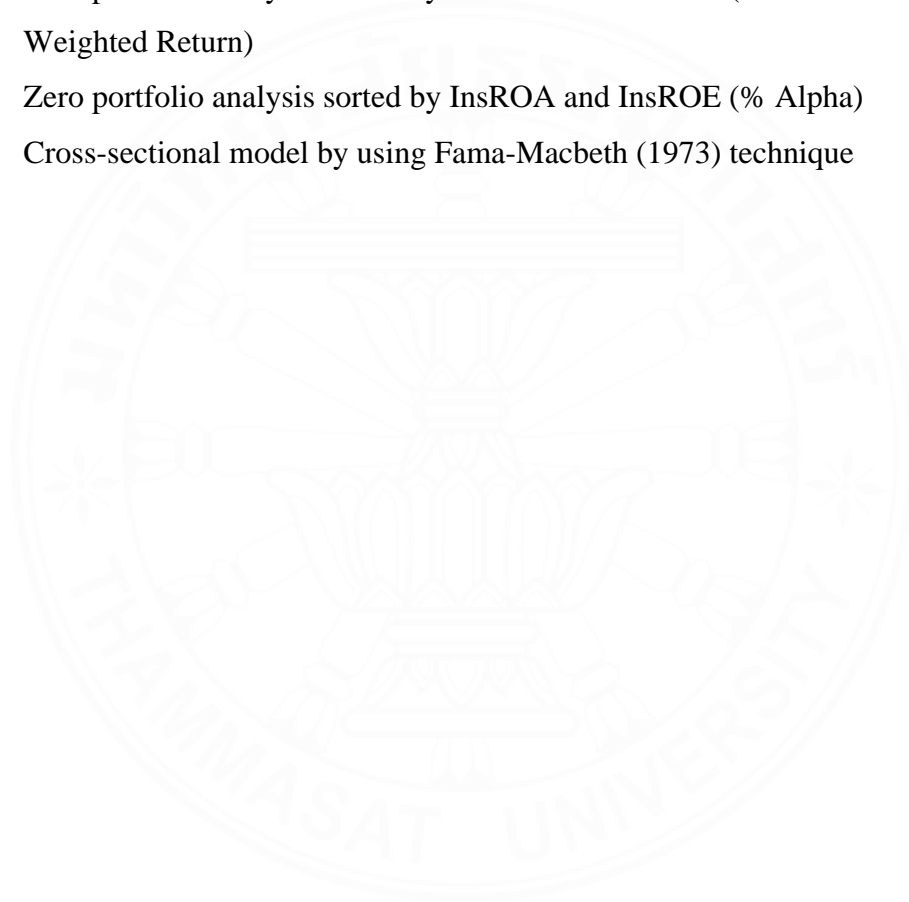 Weighted Return)
Zero portfolio analysis sorted by InsROA and InsROE (% Alpha)
Cross-sectional model by using Fama-Macbeth (1973) technique
THAMMASAT UNIVERSITY